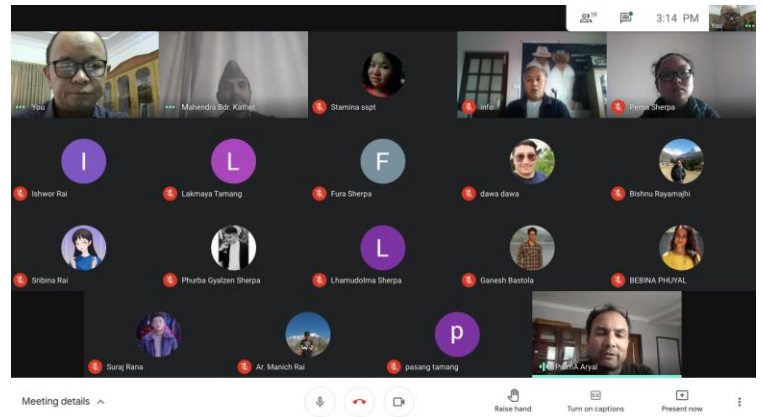 19 3:14 PM You
You
Mahendra Bdr. Kathet
Stamina sspt
info
Pema Sherpa
I
Ishwor Rai
L
Lakmaya Tamang
F
Fura Sherpa
dawa dawa
Bishnu Rayamajhi
Sribina Rai
Phurba Gyalzen Sherpa
L
Lhamudolma Sherpa
Ganesh Bastola
BEBINA PHUYAL
Suraj Rana
Ar. Manich Rai
p
pasang tamang
Aryal
Meeting details
Raise hand
Turn on captions
Present now